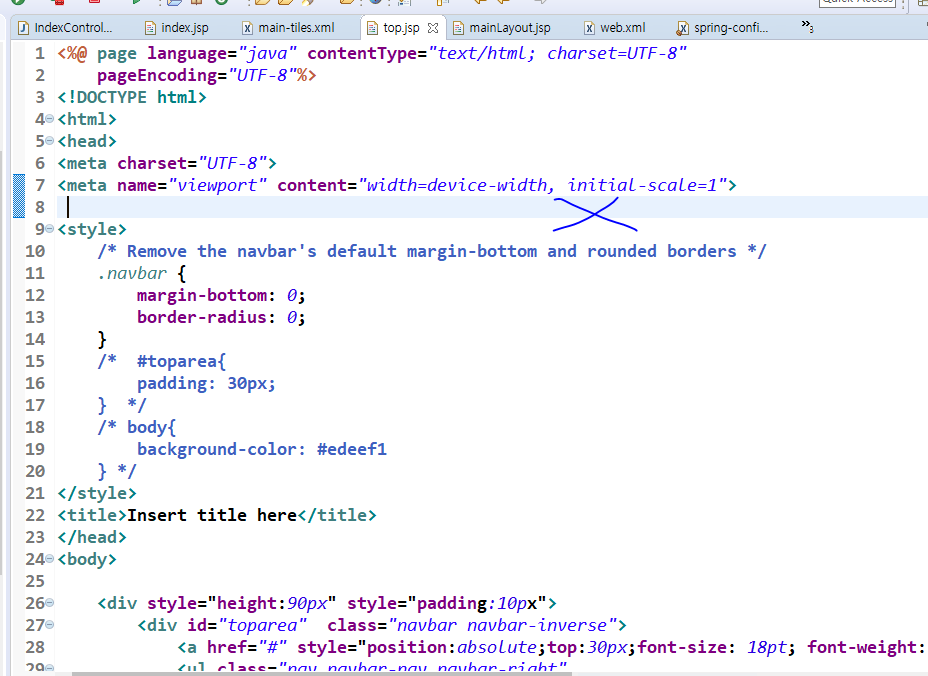 Quick Access
IndexControl... index.jsp main-tiles.xml top.jsp mainLayout.jsp web.xml spring-confi... »3
1 <%@ page language="java" contentType="text/html; charset=UTF-8"
2 pageEncoding="UTF-8"%>
3 <!DOCTYPE html>
4 <html>
5 <head>
6 <meta charset="UTF-8">
7 <meta name="viewport" content="width=device-width, initial-scale=1">
8
9 <style>
10 /* Remove the navbar's default margin-bottom and rounded borders */
11 .navbar {
12 margin-bottom: 0;
13 border-radius: 0;
14 }
15 /* #toparea{
16 padding: 30px;
17 } */
18 /* body{
19 background-color: #edeef1
20 } */
21 </style>
22 <title>Insert title here</title>
23 </head>
24 <body>
25
26 <div style="height:90px" style="padding:10px">
27 <div id="toparea" class="navbar navbar-inverse">
28 <a href="#" style="position:absolute;top:30px;font-size: 18pt; font-weight:
29 <ul class="nav navbar-nav navbar-right"